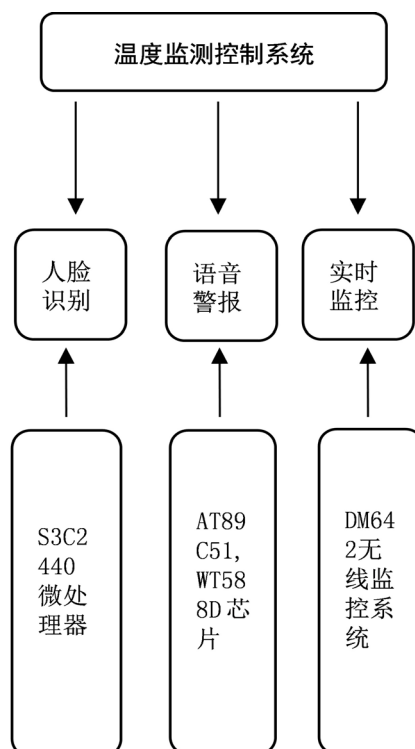 温度监测控制系统
人脸
识别
语音
警报
实时
监控
S3C2
440
微处
理器
AT89
C51,
WT58
8D芯
片
DM64
2无
线监
控系
统